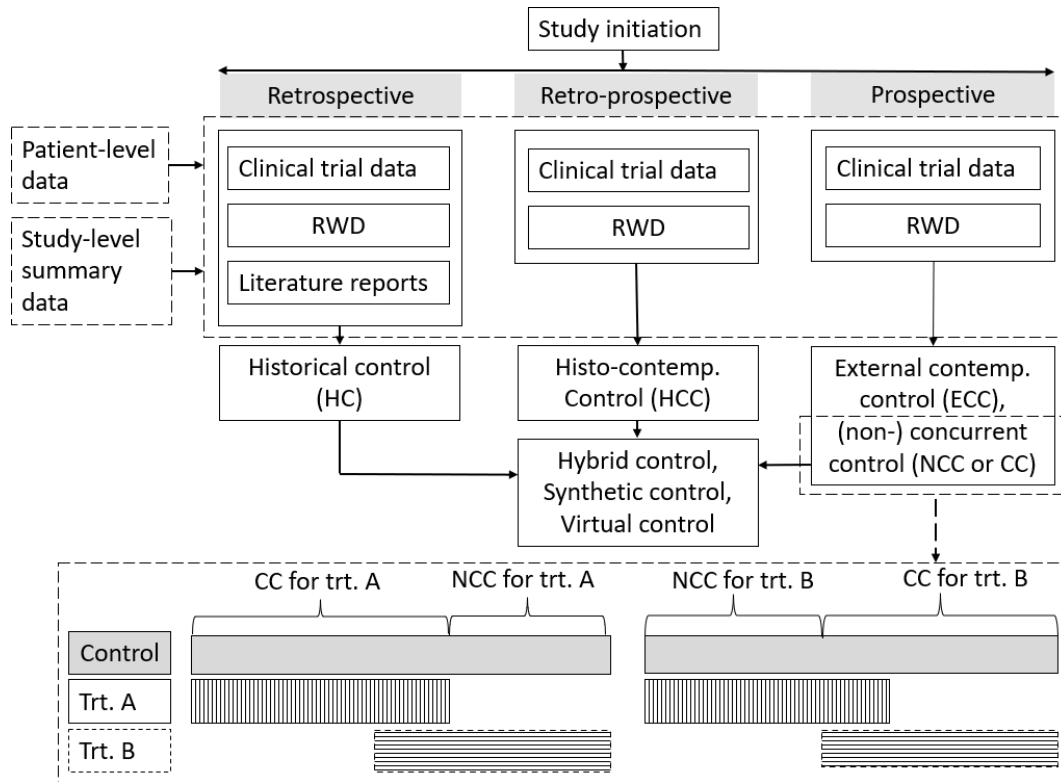 Study initiation
Retrospective
Retro-prospective
Prospective
Patient-level
data
Study-level
summary
data
Clinical trial data
RWD
Literature reports
Clinical trial data
RWD
Clinical trial data
RWD
Historical control
(HC)
Histo-contemp.
Control (HCC)
External contemp.
control (ECC),
(non-) concurrent
control (NCC or CC)
Hybrid control,
Synthetic control,
Virtual control
CC for trt. A
NCC for trt. A
NCC for trt. B
CC for trt. B
Control
Trt. A
Trt. B